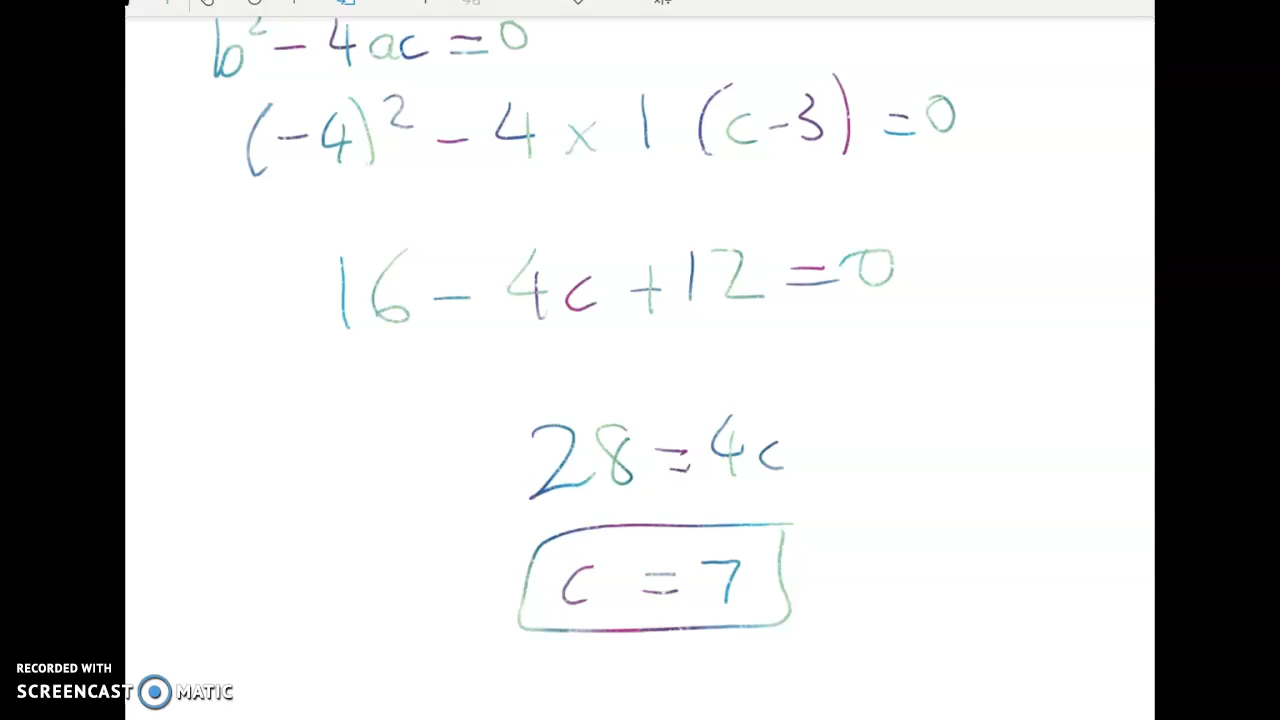 b² - 4ac = 0
(-4)² - 4 × 1 (c-3) = 0
16 - 4c + 12 = 0
28 = 4c
c = 7
RECORDED WITH
SCREENCAST MATIC